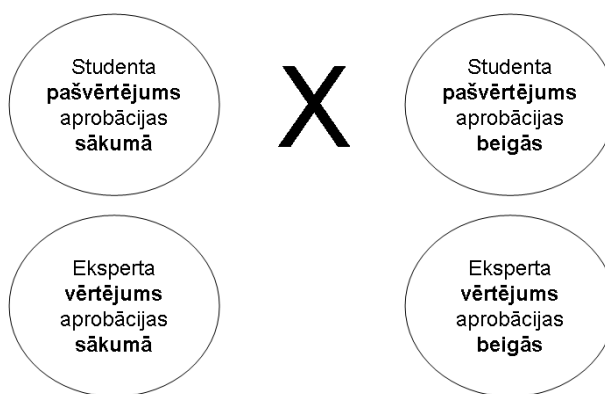 Studenta
pašvērtējums
aprobācijas
sākumā
X
Studenta
pašvērtējums
aprobācijas
beigās
Eksperta
vērtējums
aprobācijas
sākumā
Eksperta
vērtējums
aprobācijas
beigās